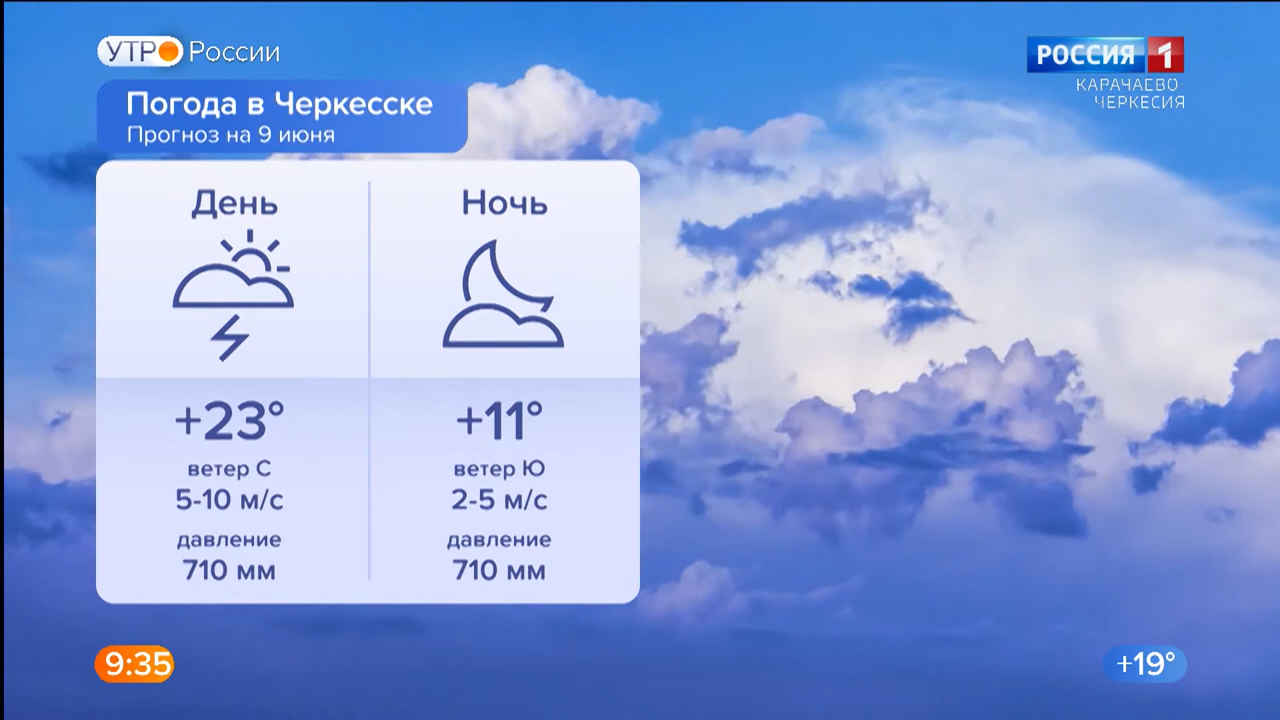 УТРО России
РОССИЯ 1
КАРАЧАЕВО
ЧЕРКЕСИЯ
Погода в Черкесске
Прогноз на 9 июня
День
Ночь
+23°
+11°
ветер С
ветер Ю
5-10 м/с
2-5 м/с
давление
давление
710 мм
710 мм
9:35
+19°